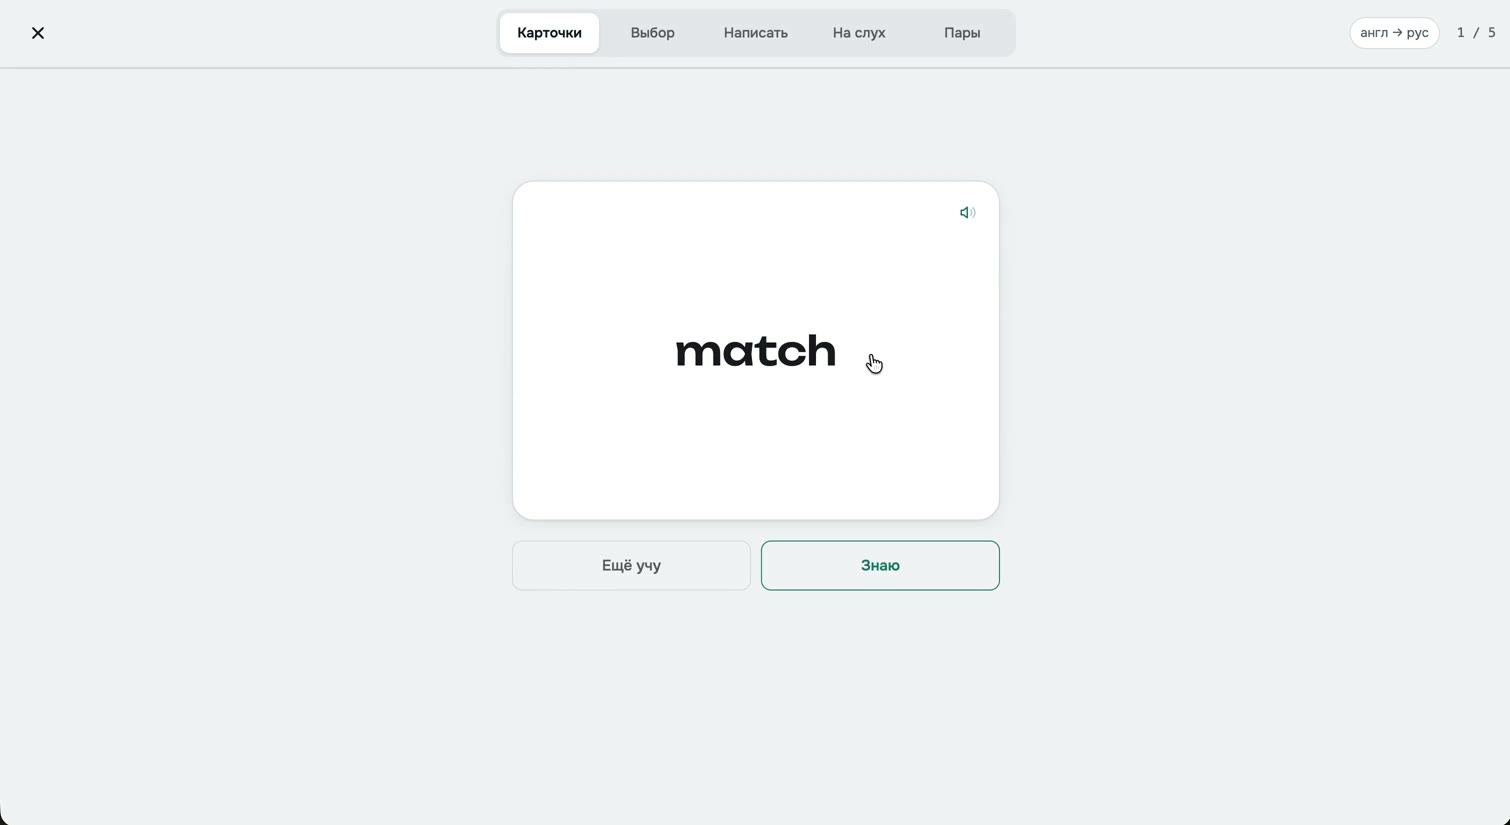 Карточки Выбор Написать На слух Пары англ → рус 1 / 5
match
Ещё учу Знаю